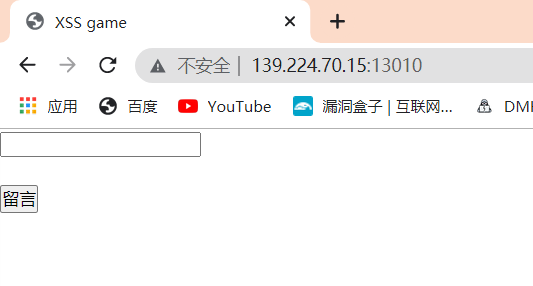 XSS game
不安全 | 139.224.70.15:13010
应用 百度 YouTube 漏洞盒子 | 互联网... DMI
留言